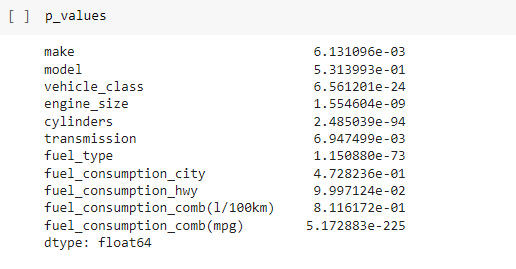 [ ] p_values
make 6.131096e-03
model 5.313993e-01
vehicle_class 6.561201e-24
engine_size 1.554604e-09
cylinders 2.485039e-94
transmission 6.947499e-03
fuel_type 1.150880e-73
fuel_consumption_city 4.728236e-01
fuel_consumption_hwy 9.997124e-02
fuel_consumption_comb(l/100km) 8.116172e-01
fuel_consumption_comb(mpg) 5.172883e-225
dtype: float64